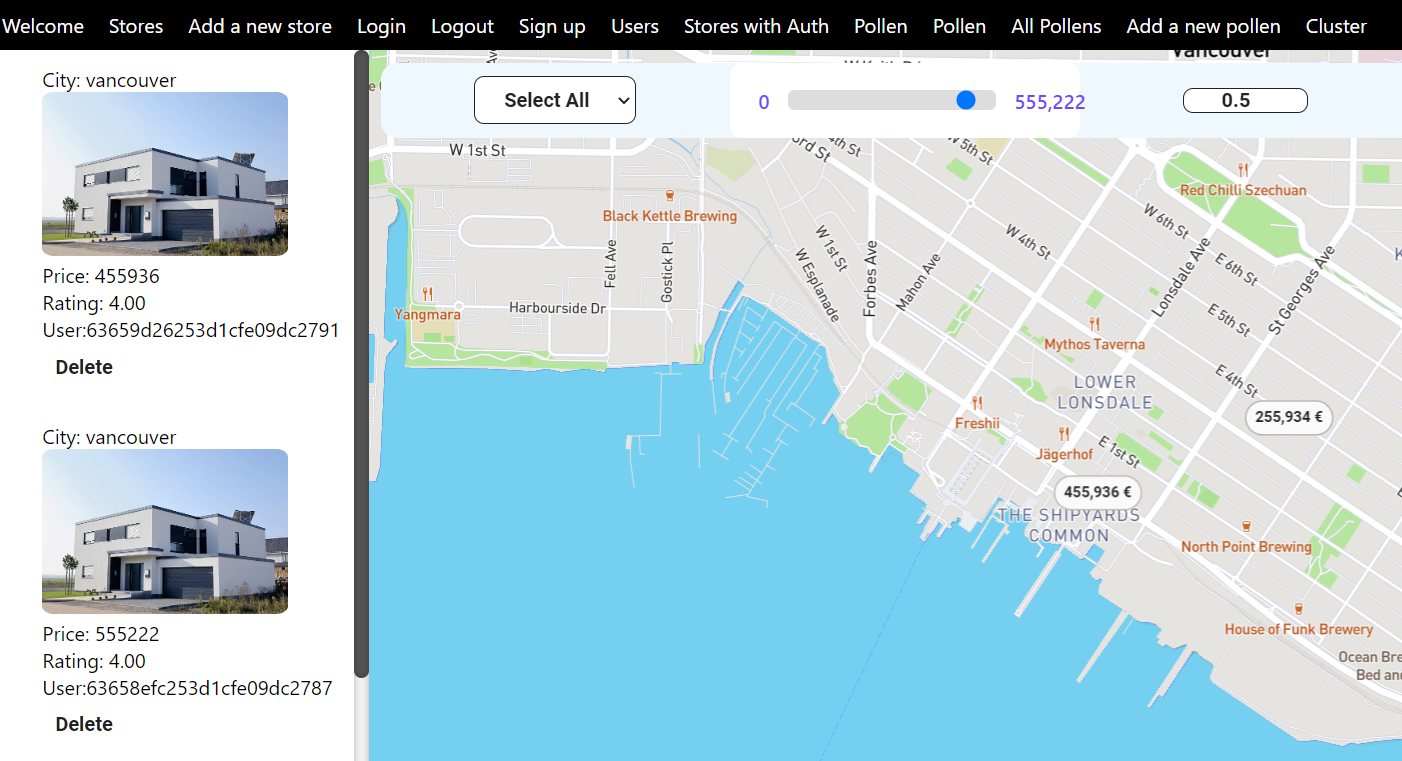 Welcome Stores Add a new store Login Logout Sign up Users Stores with Auth Pollen Pollen All Pollens Add a new pollen Cluster
City: vancouver
Price: 455936
Rating: 4.00
User:63659d26253d1cfe09dc2791
Delete
City: vancouver
Price: 555222
Rating: 4.00
User:63658efc253d1cfe09dc2787
Delete
Vancouver
Select All
0
555,222
0.5
W 1st St
W 5th St
Red Chilli Szechuan
Black Kettle Brewing
W 6th St
W 1st St
W 4th St
Fell Ave
Gostick Pl
W Esplanade
Forbes Ave
Mahon Ave
Lonsdale Ave
E 6th St
St Georges Ave
Harbourside Dr
Yangmara
E 5th St
Mythos Taverna
LOWER
LONSDALE
E 4th St
255,934 €
Freshii
Jägerhof
E 1st St
455,936 €
THE SHIPYARDS
COMMON
North Point Brewing
House of Funk Brewery
Ocean Bre
Bed and